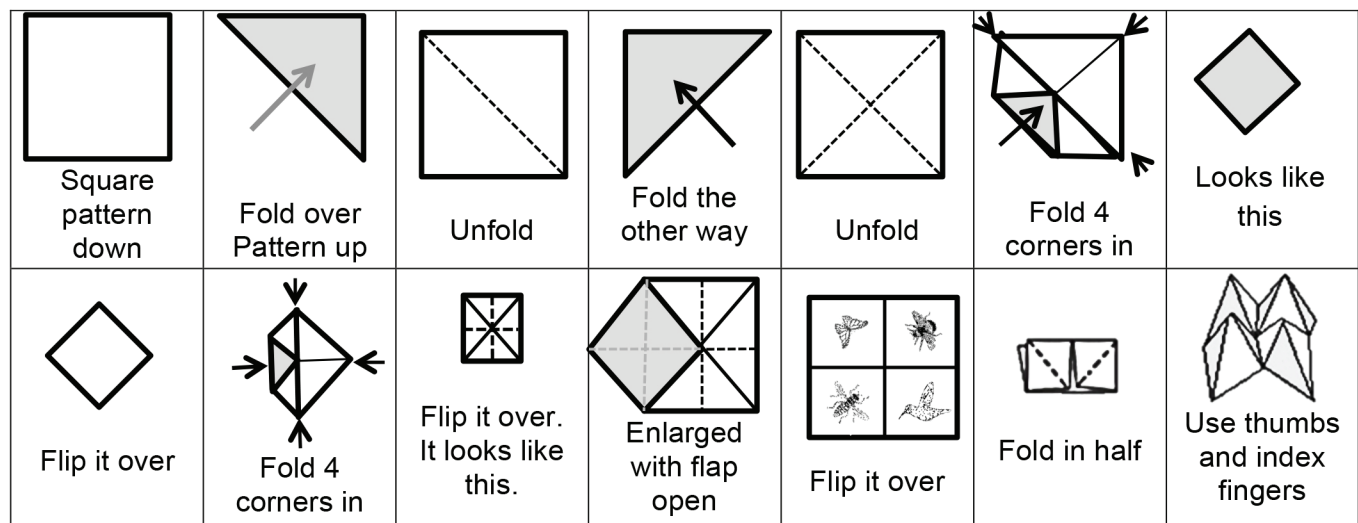 Square
pattern
down
Fold over
Pattern up
Unfold
Fold the
other way
Unfold
Fold 4
corners in
Looks like
this
Flip it over
Fold 4
corners in
Flip it over.
It looks like
this.
Enlarged
with flap
open
Flip it over
Fold in half
Use thumbs
and index
fingers